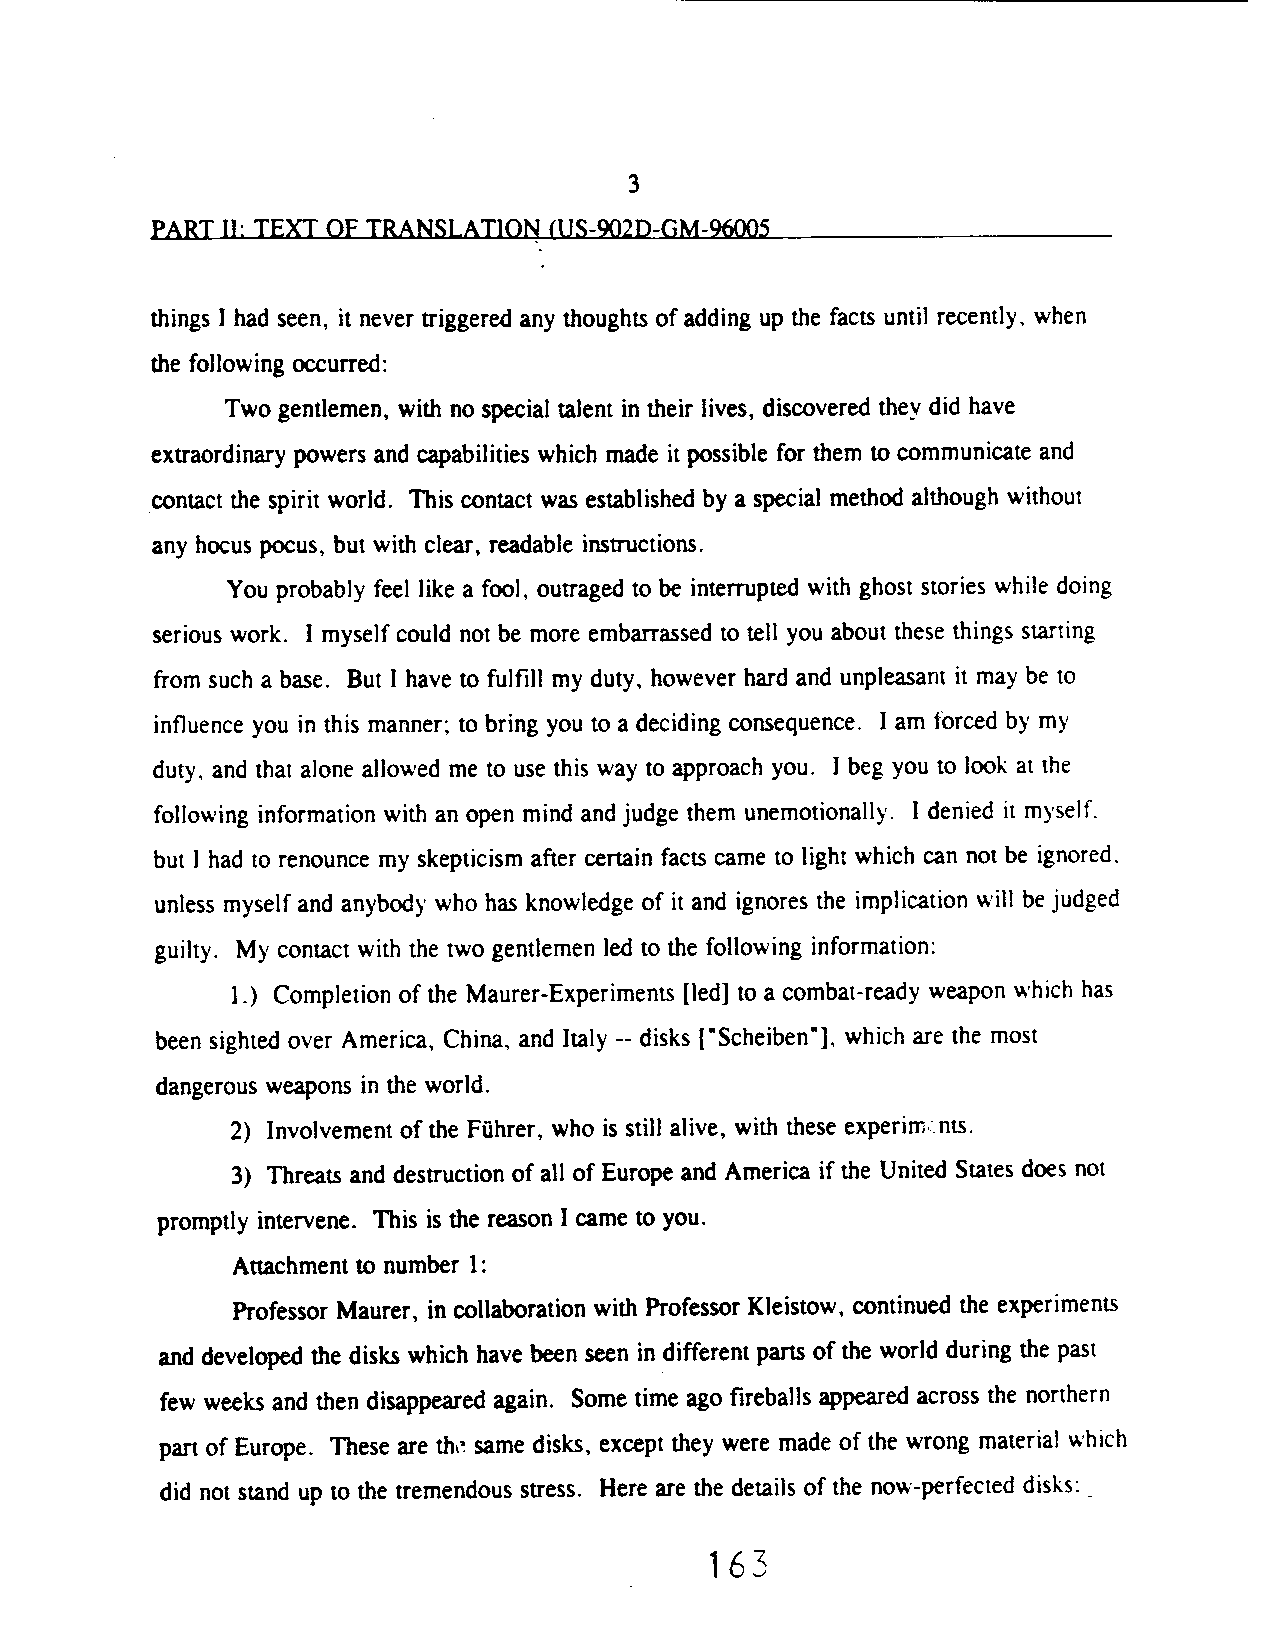 3
PART II: TEXT OF TRANSLATION (US-902D-GM-96005
things I had seen, it never triggered any thoughts of adding up the facts until recently, when
the following occurred:
Two gentlemen, with no special talent in their lives, discovered they did have
extraordinary powers and capabilities which made it possible for them to communicate and
contact the spirit world. This contact was established by a special method although without
any hocus pocus, but with clear, readable instructions.
You probably feel like a fool, outraged to be interrupted with ghost stories while doing
serious work. I myself could not be more embarrassed to tell you about these things starting
from such a base. But I have to fulfill my duty, however hard and unpleasant it may be to
influence you in this manner; to bring you to a deciding consequence. I am forced by my
duty, and that alone allowed me to use this way to approach you. I beg you to look at the
following information with an open mind and judge them unemotionally. I denied it myself.
but I had to renounce my skepticism after certain facts came to light which can not be ignored.
unless myself and anybody who has knowledge of it and ignores the implication will be judged
guilty. My contact with the two gentlemen led to the following information:
1.) Completion of the Maurer-Experiments [led] to a combat-ready weapon which has
been sighted over America, China, and Italy -- disks ["Scheiben"], which are the most
dangerous weapons in the world.
2) Involvement of the Führer, who is still alive, with these experiments.
3) Threats and destruction of all of Europe and America if the United States does not
promptly intervene. This is the reason I came to you.
Attachment to number 1:
Professor Maurer, in collaboration with Professor Kleistow, continued the experiments
and developed the disks which have been seen in different parts of the world during the past
few weeks and then disappeared again. Some time ago fireballs appeared across the northern
part of Europe. These are the same disks, except they were made of the wrong material which
did not stand up to the tremendous stress. Here are the details of the now-perfected disks:
163